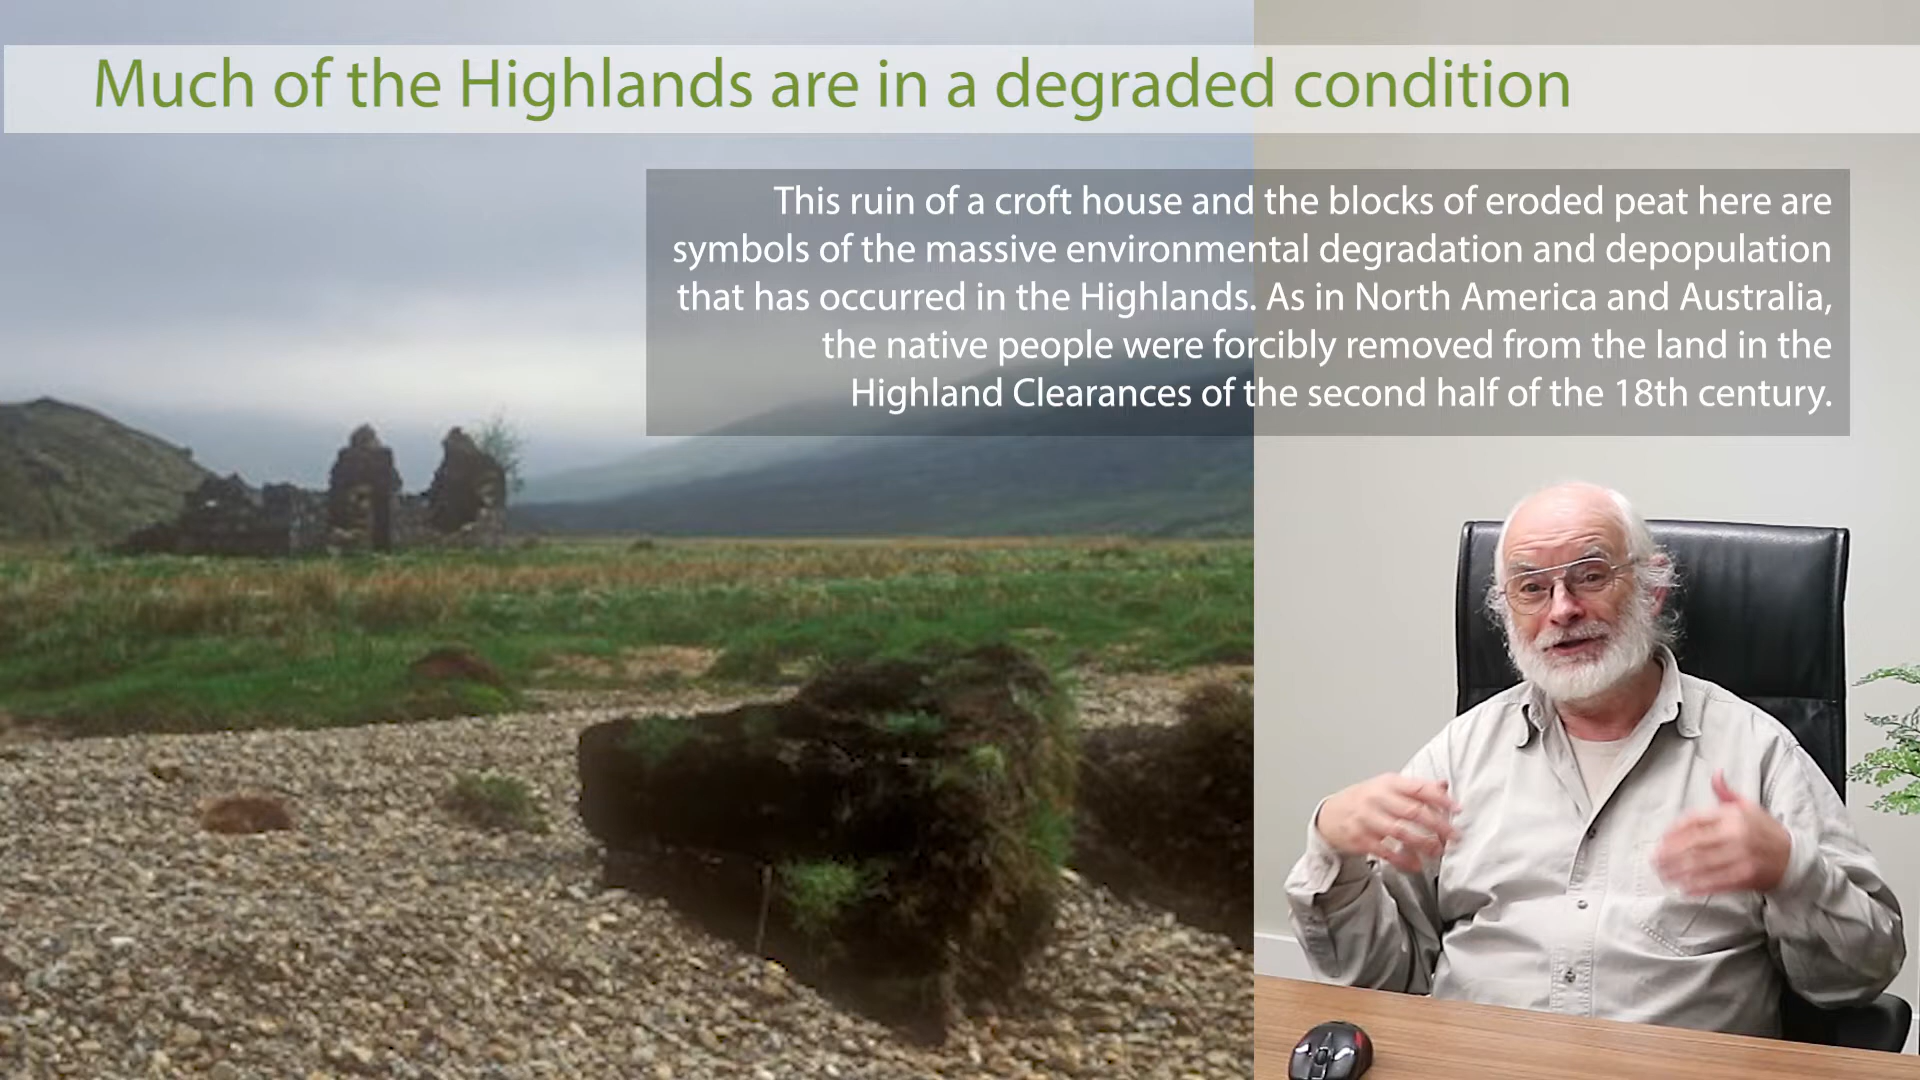 Much of the Highlands are in a degraded condition
This ruin of a croft house and the blocks of eroded peat here are
symbols of the massive environmental degradation and depopulation
that has occurred in the Highlands. As in North America and Australia,
the native people were forcibly removed from the land in the
Highland Clearances of the second half of the 18th century.